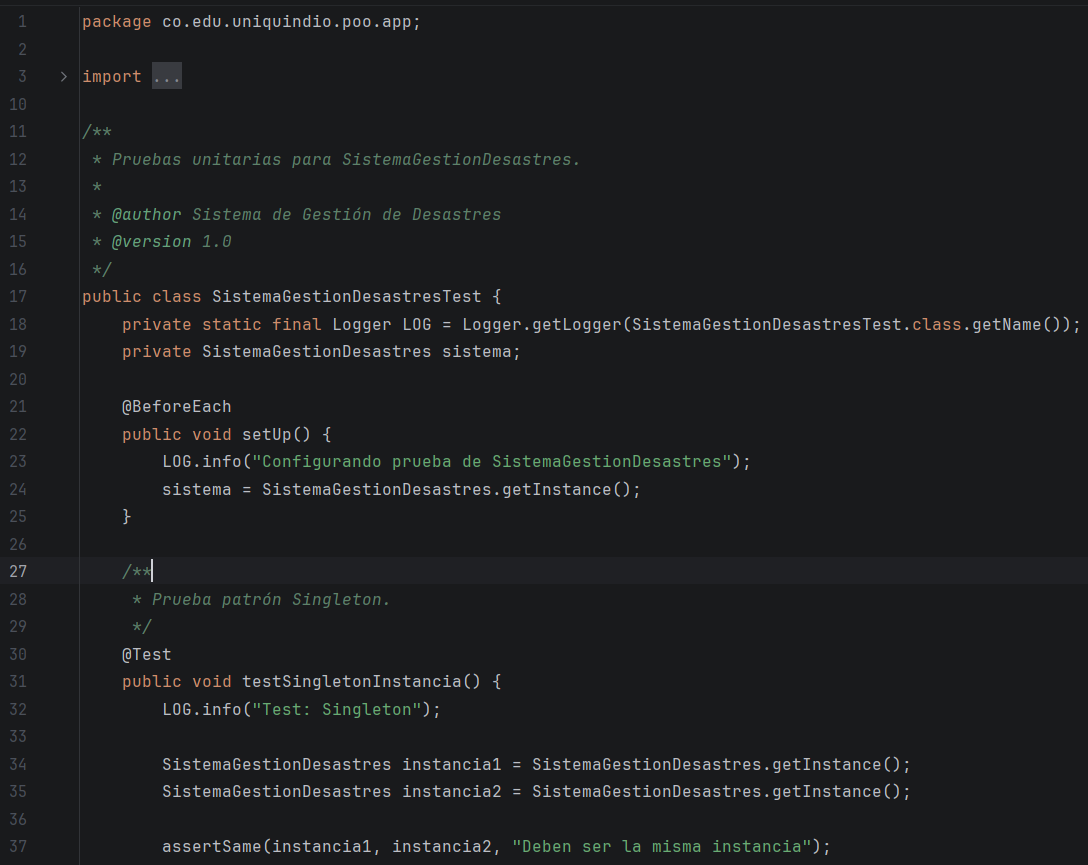 1 package co.edu.uniquindio.poo.app;
2
3 > import ...
10
11 /**
12 * Pruebas unitarias para SistemaGestionDesastres.
13 *
14 * @author Sistema de Gestión de Desastres
15 * @version 1.0
16 */
17 public class SistemaGestionDesastresTest {
18 private static final Logger LOG = Logger.getLogger(SistemaGestionDesastresTest.class.getName());
19 private SistemaGestionDesastres sistema;
20
21 @BeforeEach
22 public void setUp() {
23 LOG.info("Configurando prueba de SistemaGestionDesastres");
24 sistema = SistemaGestionDesastres.getInstance();
25 }
26
27 /**
28 * Prueba patrón Singleton.
29 */
30 @Test
31 public void testSingletonInstancia() {
32 LOG.info("Test: Singleton");
33
34 SistemaGestionDesastres instancia1 = SistemaGestionDesastres.getInstance();
35 SistemaGestionDesastres instancia2 = SistemaGestionDesastres.getInstance();
36
37 assertSame(instancia1, instancia2, "Deben ser la misma instancia");